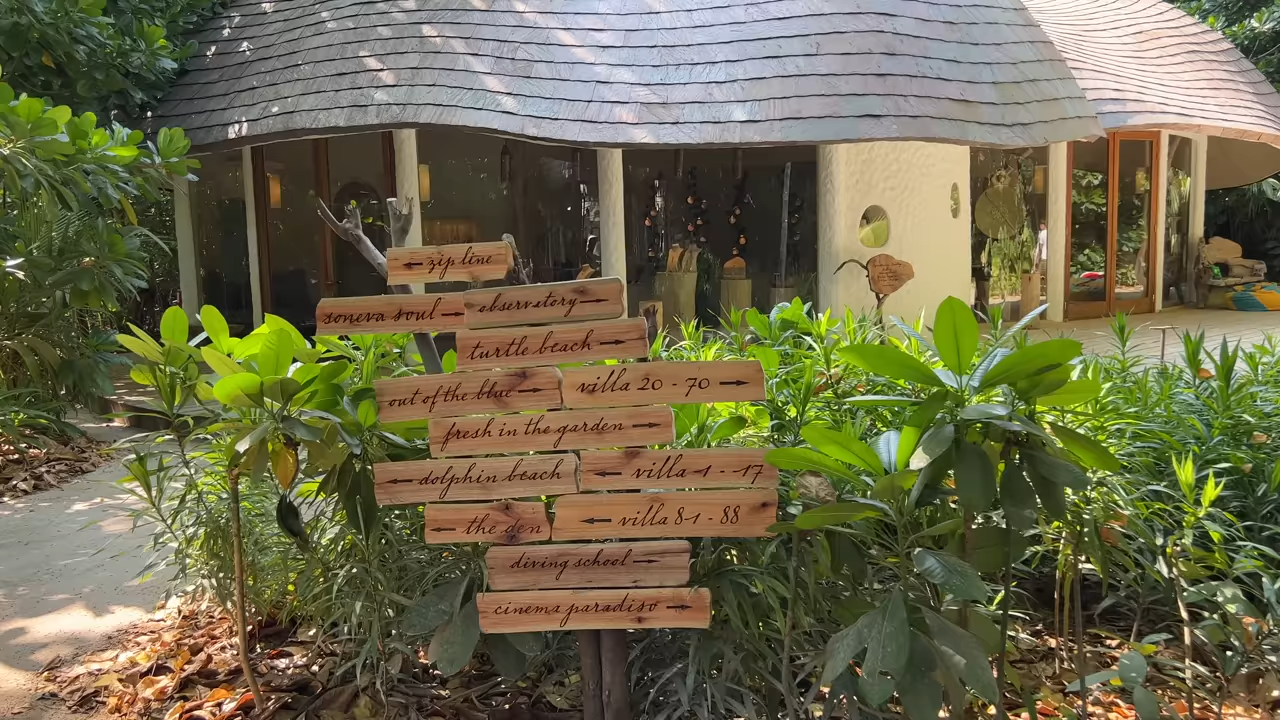 ← zip line
soneva soul →
observatory →
turtle beach →
out of the blue →
villa 20 - 70 →
fresh in the garden →
← dolphin beach
← villa 1 - 17
← the den
← villa 81 - 88
diving school →
cinema paradiso →